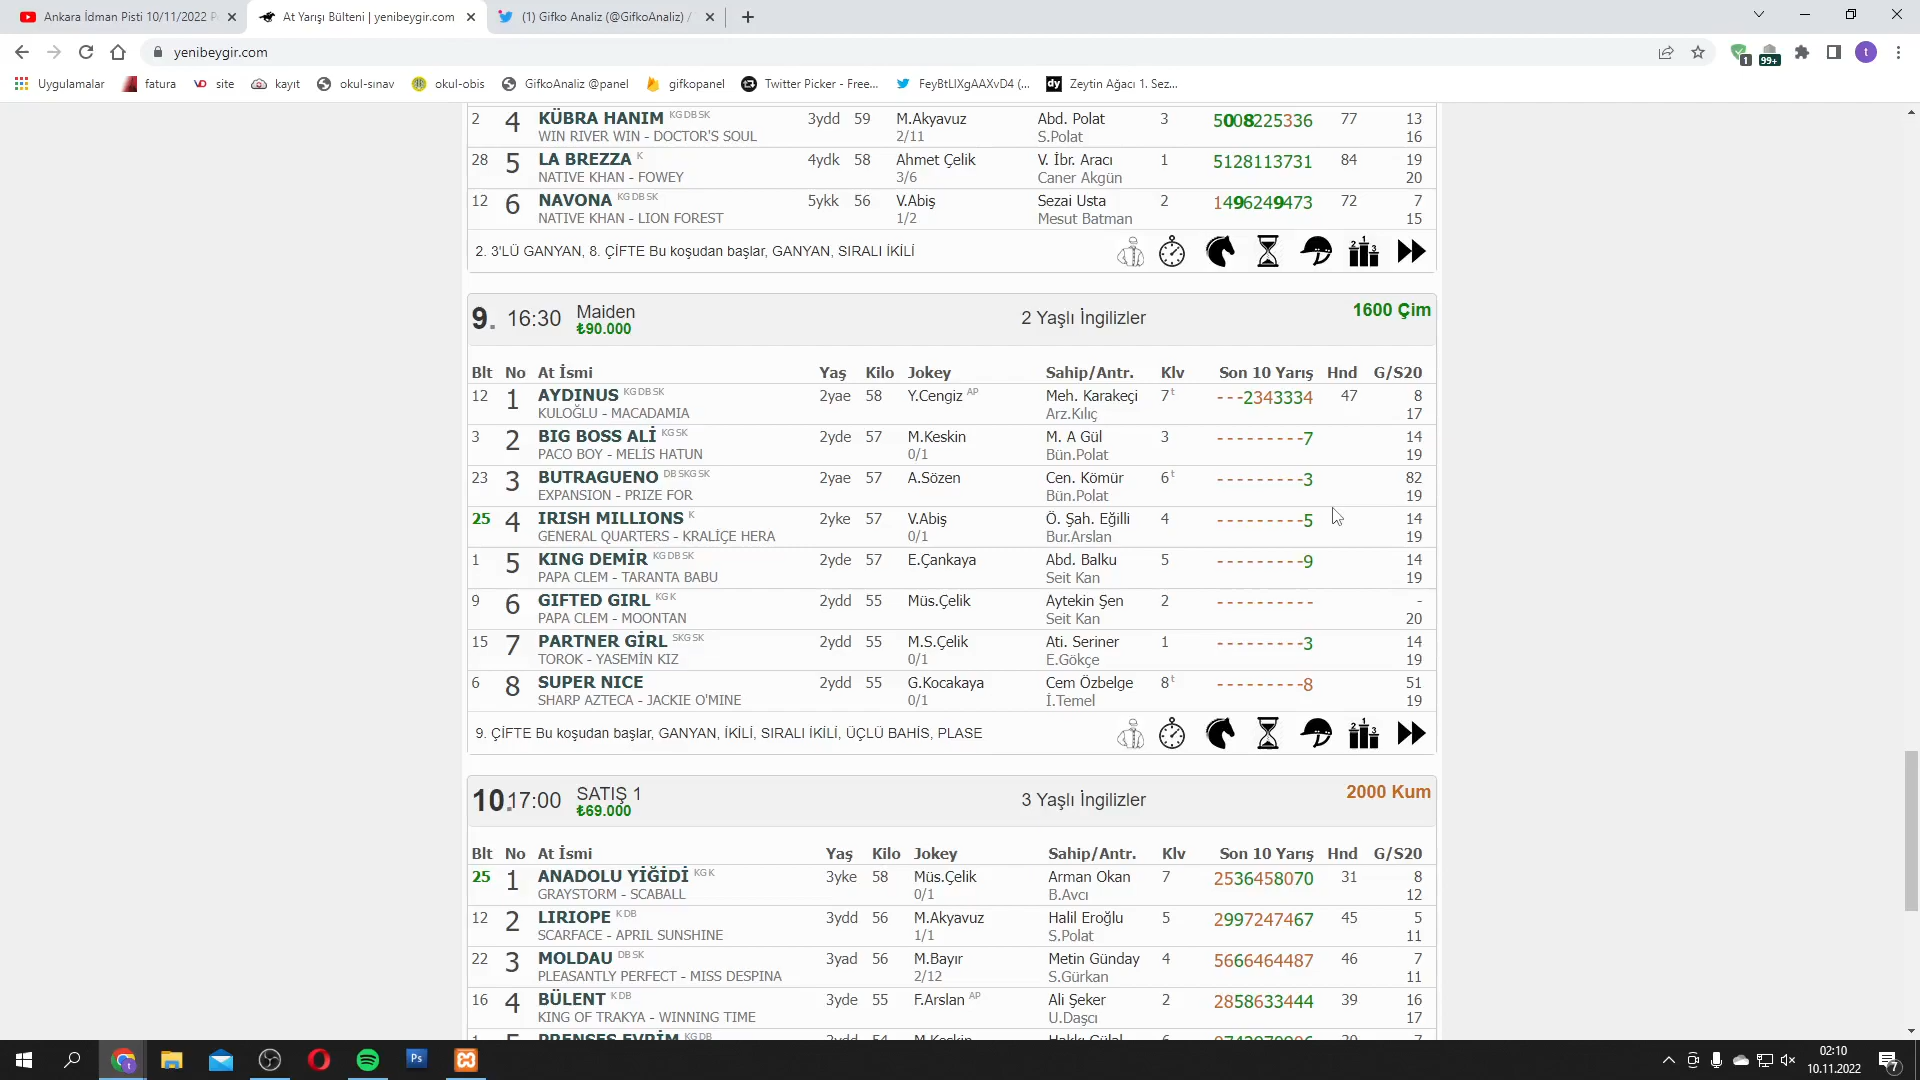 Ankara İdman Pisti 10/11/2022 P
At Yarışı Bülteni | yenibeygir.com
(1) Gifko Analiz (@GifkoAnaliz) /
yenibeygir.com
1
99+
t
Uygulamalar
fatura
VD site
kayıt
okul-sınav
okul-obis
GifkoAnaliz @panel
gifkopanel
Twitter Picker - Free...
FeyBtLIXgAAXvD4 (...
dy Zeytin Ağacı 1. Sez...
2 4 KÜBRA HANIM KG DB SK 3ydd 59 M.Akyavuz Abd. Polat 3 5008225336 77 13
WIN RIVER WIN - DOCTOR'S SOUL 2/11 S.Polat 16
28 5 LA BREZZA K 4ydk 58 Ahmet Çelik V. İbr. Aracı 1 5128113731 84 19
NATIVE KHAN - FOWEY 3/6 Caner Akgün 20
12 6 NAVONA KG DB SK 5ykk 56 V.Abiş Sezai Usta 2 1496249473 72 7
NATIVE KHAN - LION FOREST 1/2 Mesut Batman 15
2. 3'LÜ GANYAN, 8. ÇİFTE Bu koşudan başlar, GANYAN, SIRALI İKİLİ
9. 16:30 Maiden 2 Yaşlı İngilizler 1600 Çim
₺90.000
Blt No At İsmi Yaş Kilo Jokey Sahip/Antr. Klv Son 10 Yarış Hnd G/S20
12 1 AYDINUS KG DB SK 2yae 58 Y.Cengiz AP Meh. Karakeçi 7 t ---2343334 47 8
KULOĞLU - MACADAMIA Arz.Kılıç 17
3 2 BIG BOSS ALİ KG SK 2yde 57 M.Keskin M. A Gül 3 ---------7 14
PACO BOY - MELİS HATUN 0/1 Bün.Polat 19
23 3 BUTRAGUENO DB SKG SK 2yae 57 A.Sözen Cen. Kömür 6 t ---------3 82
EXPANSION - PRIZE FOR Bün.Polat 19
25 4 IRISH MILLIONS K 2yke 57 V.Abiş Ö. Şah. Eğilli 4 ---------5 14
GENERAL QUARTERS - KRALİÇE HERA 0/1 Bur.Arslan 19
1 5 KING DEMİR KG DB SK 2yde 57 E.Çankaya Abd. Balku 5 ---------9 14
PAPA CLEM - TARANTA BABU Seit Kan 19
9 6 GIFTED GIRL KG K 2ydd 55 Müs.Çelik Aytekin Şen 2 ---------- -
PAPA CLEM - MOONTAN Seit Kan 20
15 7 PARTNER GİRL SKG SK 2ydd 55 M.S.Çelik Ati. Seriner 1 ---------3 14
TOROK - YASEMİN KIZ 0/1 E.Gökçe 19
6 8 SUPER NICE 2ydd 55 G.Kocakaya Cem Özbelge 8 t ---------8 51
SHARP AZTECA - JACKIE O'MINE 0/1 İ.Temel 19
9. ÇİFTE Bu koşudan başlar, GANYAN, İKİLİ, SIRALI İKİLİ, ÜÇLÜ BAHİS, PLASE
10. 17:00 SATIŞ 1 3 Yaşlı İngilizler 2000 Kum
₺69.000
Blt No At İsmi Yaş Kilo Jokey Sahip/Antr. Klv Son 10 Yarış Hnd G/S20
25 1 ANADOLU YİĞİDİ KG K 3yke 58 Müs.Çelik Arman Okan 7 2536458070 31 8
GRAYSTORM - SCABALL 0/1 B.Avcı 12
12 2 LIRIOPE K DB 3ydd 56 M.Akyavuz Halil Eroğlu 5 2997247467 45 5
SCARFACE - APRIL SUNSHINE 1/1 S.Polat 11
22 3 MOLDAU DB SK 3yad 56 M.Bayır Metin Günday 4 5666464487 46 7
PLEASANTLY PERFECT - MISS DESPINA 2/12 S.Gürkan 11
16 4 BÜLENT K DB 3yde 55 F.Arslan AP Ali Şeker 2 2858633444 39 16
KING OF TRAKYA - WINNING TIME U.Daşcı 17
PRENSES EVRİM KG DB
Ps
02:10
10.11.2022
7